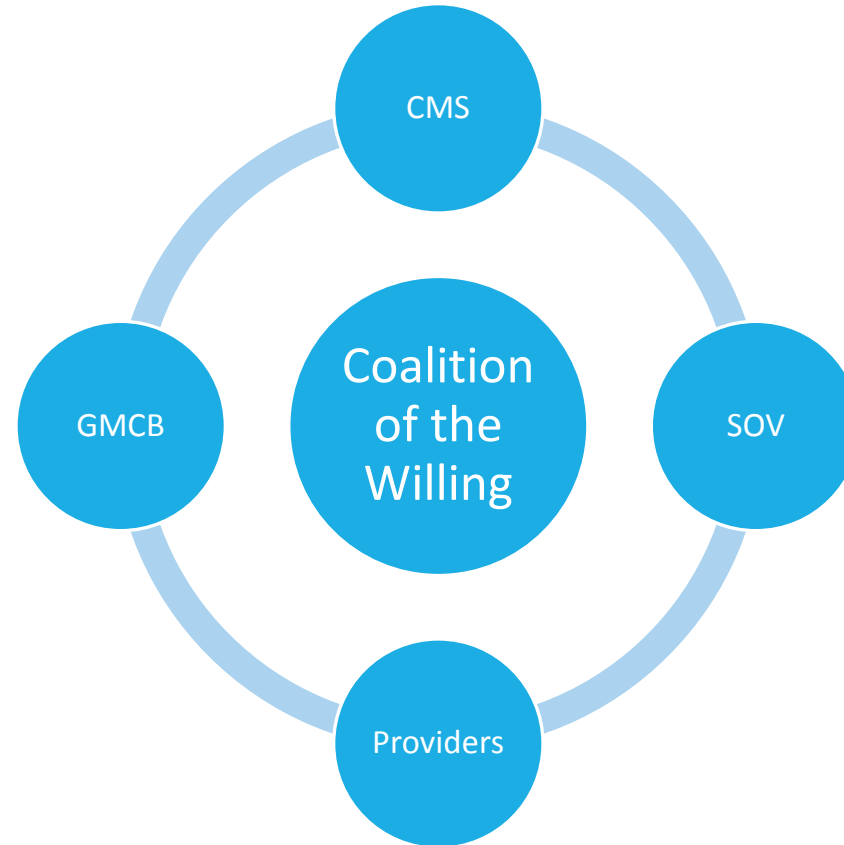 CMS
Coalition
of the
Willing
GMCB
SOV
Providers